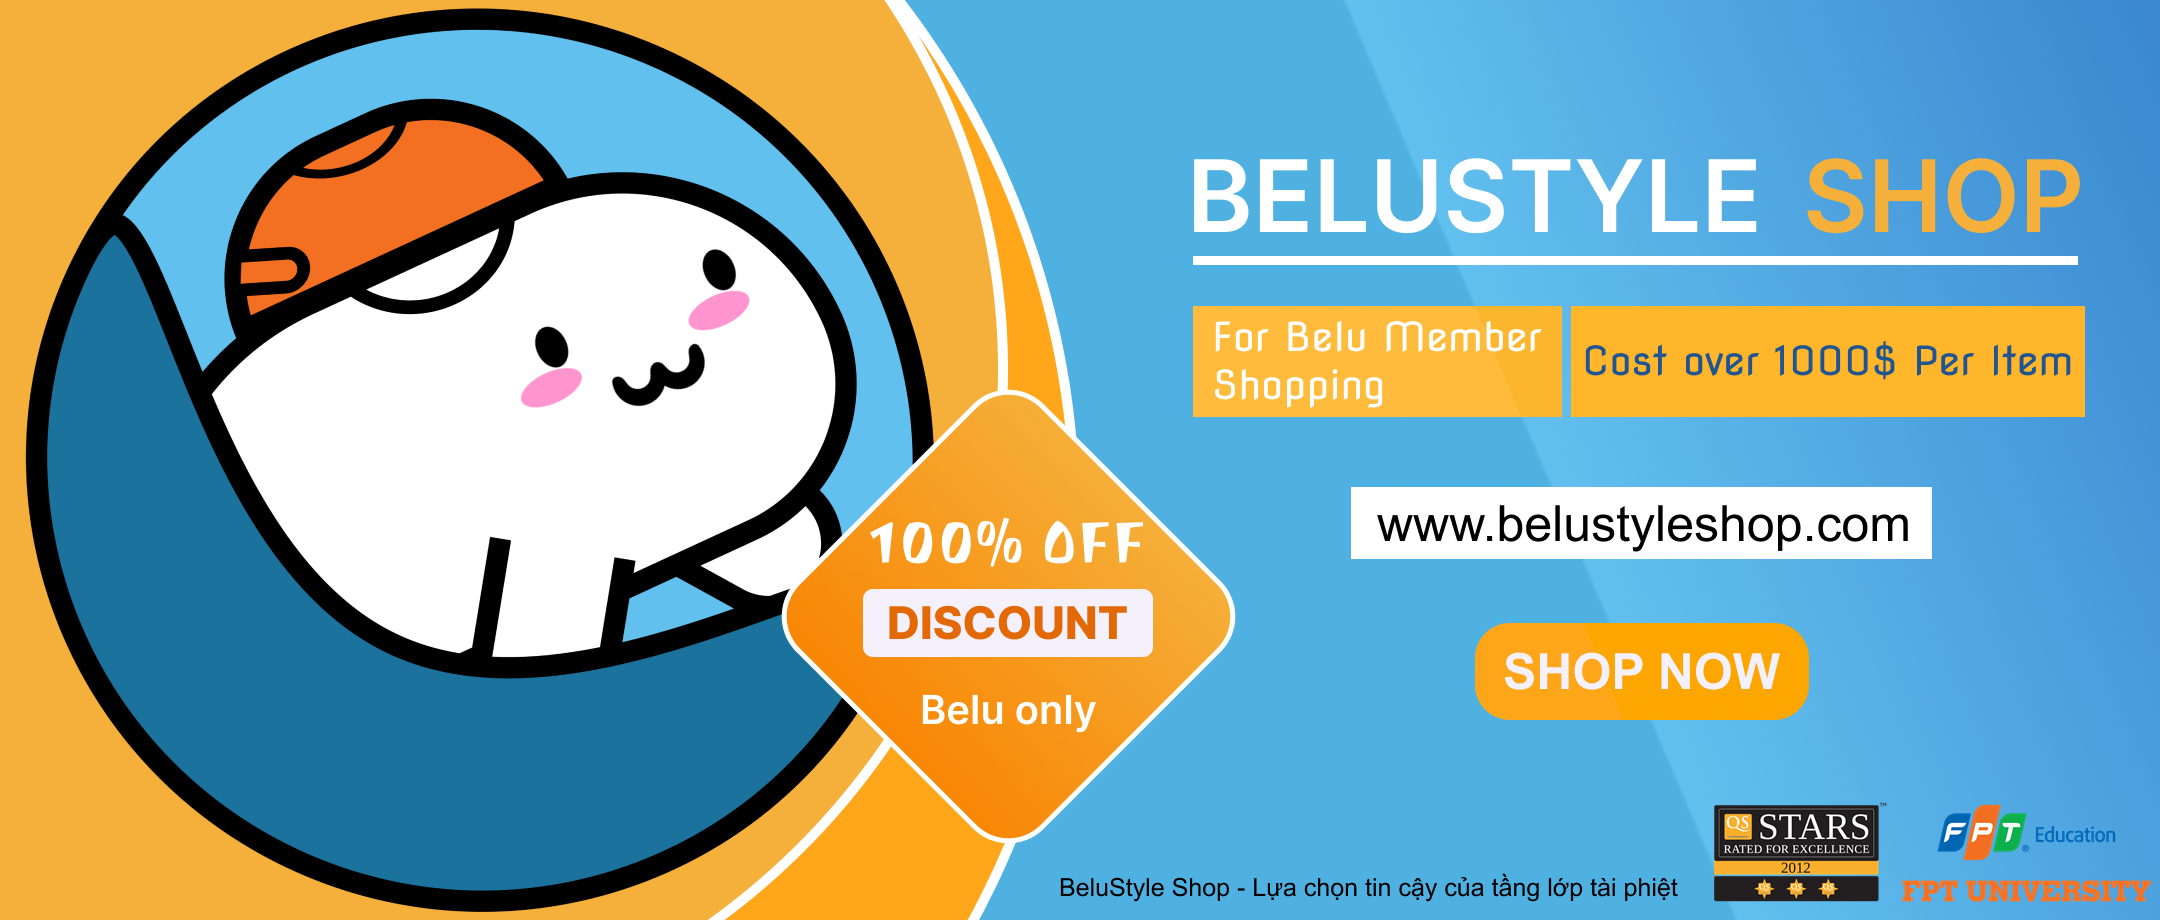 BELUSTYLE SHOP
For Belu Member
Shopping
Cost over 1000$ Per Item
www.belustyleshop.com
100% OFF
DISCOUNT
Belu only
SHOP NOW
BeluStyle Shop - Lựa chọn tin cậy của tầng lớp tài phiệt
QS STARS™
RATED FOR EXCELLENCE
2012
FPT® Education
FPT UNIVERSITY